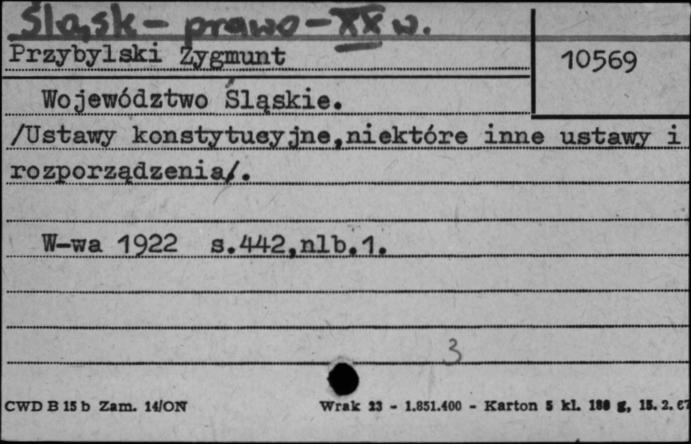 Śląsk - prawo - XX w.
Przybylski Zygmunt
10569
Województwo Śląskie.
/Ustawy konstytucyjne,niektóre inne ustawy i
rozporządzenia/.
W-wa 1922 s.442,nlb.1.
3
CWD B 15 b Zam. 14/ON
Wrak 23 - 1.851.400 - Karton 5 kl. 180 g, 15. 2. 67